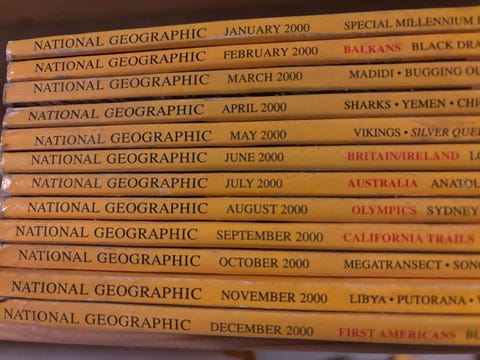 NATIONAL GEOGRAPHIC JANUARY 2000 SPECIAL MILLENNIUM
NATIONAL GEOGRAPHIC FEBRUARY 2000 BALKANS BLACK
NATIONAL GEOGRAPHIC MARCH 2000 MADIDI • BUGGING
NATIONAL GEOGRAPHIC APRIL 2000 SHARKS • YEMEN •
NATIONAL GEOGRAPHIC MAY 2000 VIKINGS • SILVER
NATIONAL GEOGRAPHIC JUNE 2000 BRITAIN/IRELAND
NATIONAL GEOGRAPHIC JULY 2000 AUSTRALIA
NATIONAL GEOGRAPHIC AUGUST 2000 OLYMPICS SYDNEY
NATIONAL GEOGRAPHIC SEPTEMBER 2000 CALIFORNIA TRAILS
NATIONAL GEOGRAPHIC OCTOBER 2000 MEGATRANSECT •
NATIONAL GEOGRAPHIC NOVEMBER 2000 LIBYA • PUTORANA •
NATIONAL GEOGRAPHIC DECEMBER 2000 FIRST AMERICANS